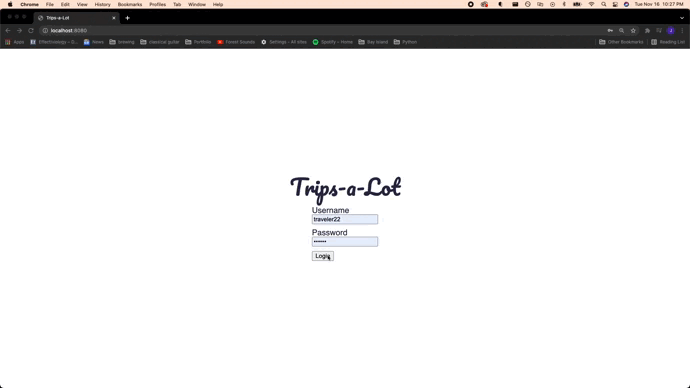 Chrome File Edit View History Bookmarks Profiles Tab Window Help Tue Nov 16 10:27 PM
Trips-a-Lot
localhost:8080
Apps News brewing classical guitar Portfolio Forest Sounds Settings - All sites Spotify – Home Bay Island Python Other Bookmarks Reading List
Trips-a-Lot
Username
traveler22
Password
•••••••
Login